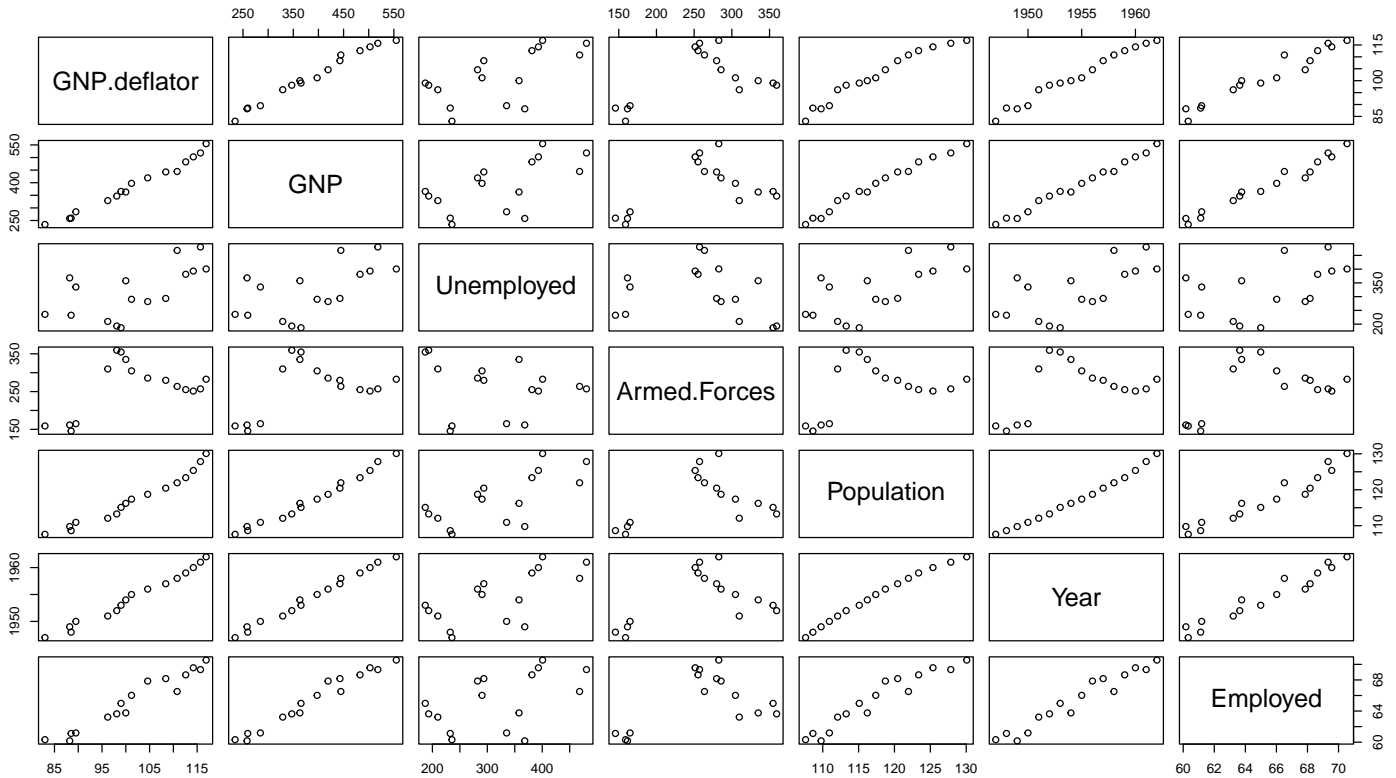 250 350 450 550
150 200 250 300 350
1950 1955 1960
GNP.deflator
85 100 115
250 400 550
GNP
Unemployed
200 350
150 250 350
Armed.Forces
Population
110 120 130
1950 1960
Year
Employed
60 64 68
85 95 105 115
200 300 400
110 115 120 125 130
60 62 64 66 68 70